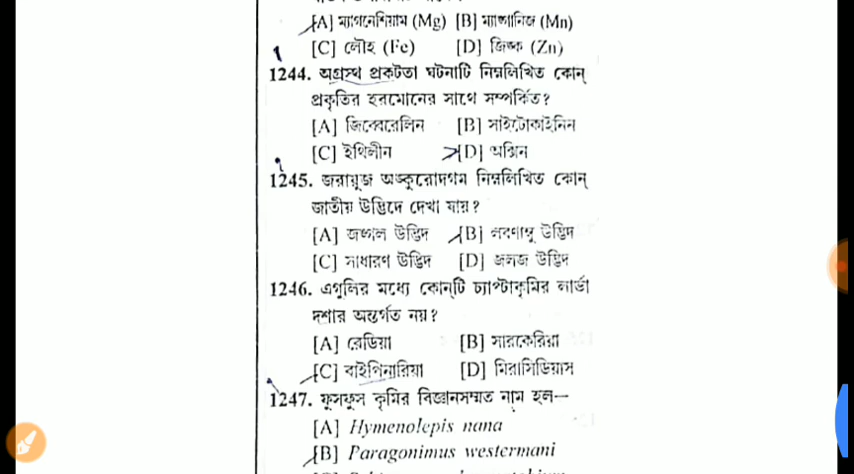 [A] ম্যাগনেশিয়াম (Mg) [B] ম্যাঙ্গানিজ (Mn)
[C] লৌহ (Fe) [D] জিঙ্ক (Zn)
1244. অগ্রস্থ প্রকটতা ঘটনাটি নিম্নলিখিত কোন্
প্রকৃতির হরমোনের সাথে সম্পর্কিত?
[A] জিব্বেরেলিন [B] সাইটোকাইনিন
[C] ইথিলীন [D] অক্সিন
1245. জরায়ুজ অঙ্কুরোদগম নিম্নলিখিত কোন্
জাতীয় উদ্ভিদে দেখা যায়?
[A] জঙ্গল উদ্ভিদ [B] লবণাম্বু উদ্ভিদ
[C] সাধারণ উদ্ভিদ [D] জলজ উদ্ভিদ
1246. এগুলির মধ্যে কোন্‌টি চ্যাপ্টাকৃমির লার্ভা
দশার অন্তর্গত নয়?
[A] রেডিয়া [B] সারকেরিয়া
[C] বাইপিনারিয়া [D] মিরাসিডিয়াম
1247. ফুসফুস কৃমির বিজ্ঞানসম্মত নাম হল—
[A] Hymenolepis nana
[B] Paragonimus westermani